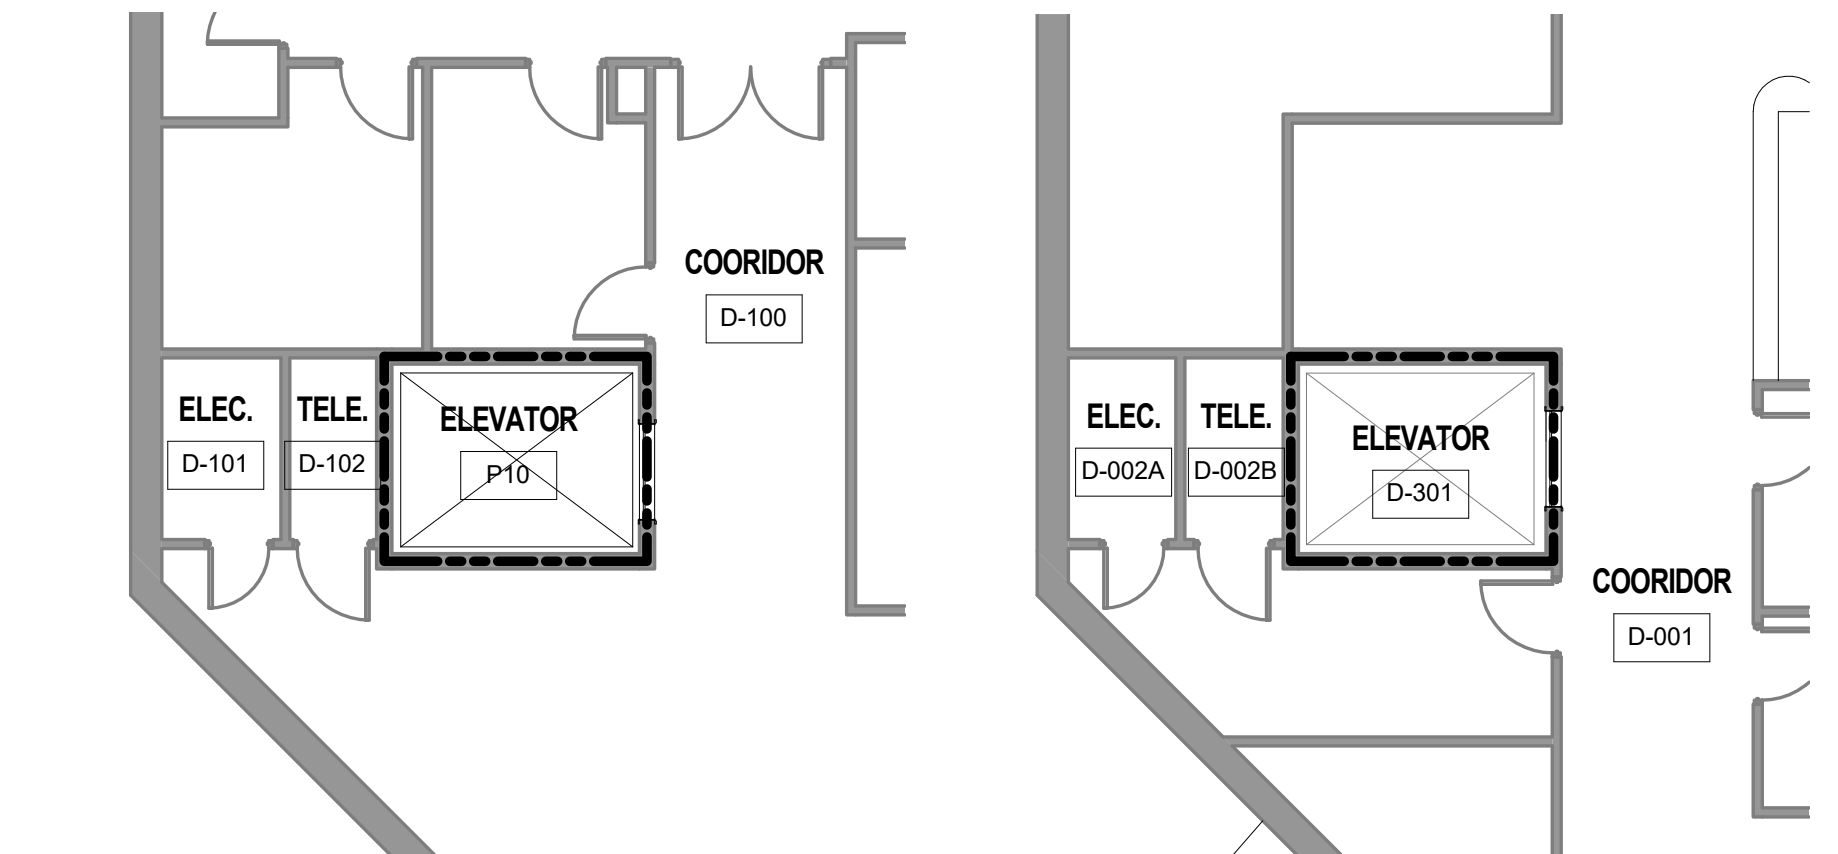 COORIDOR
D-100
ELEC.
D-101
TELE.
D-102
ELEVATOR
P10
ELEC.
D-002A
TELE.
D-002B
ELEVATOR
D-301
COORIDOR
D-001